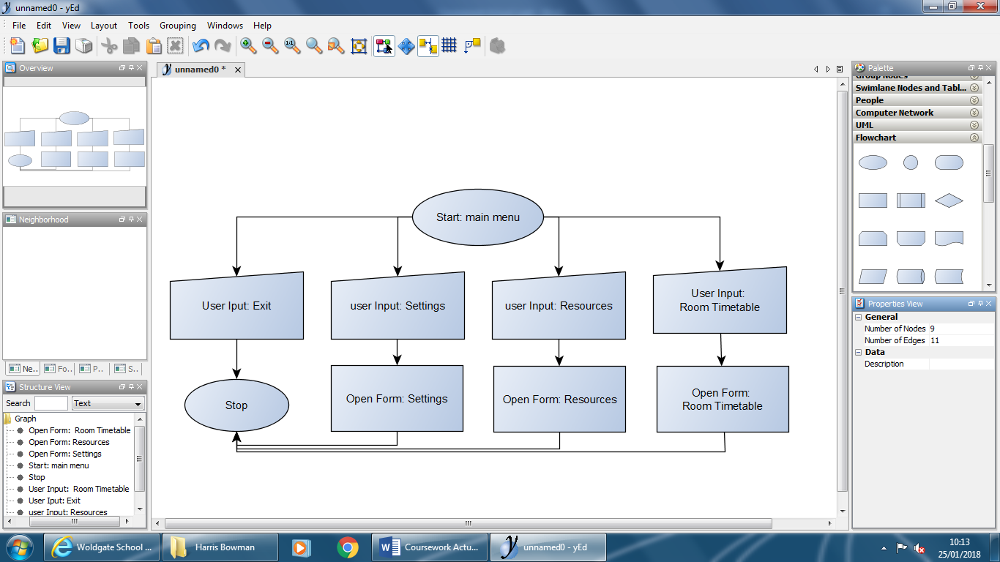 unnamed0 - yEd
File Edit View Layout Tools Grouping Windows Help
1:1
Overview
unnamed0 *
Palette
Group Nodes
Swimlane Nodes and Tabl...
People
Computer Network
UML
Flowchart
Neighborhood
Start: main menu
User Iput: Exit
user Input: Settings
user Input: Resources
User Input:
Room Timetable
Stop
Open Form: Settings
Open Form: Resources
Open Form:
Room Timetable
Properties View
General
Number of Nodes 9
Number of Edges 11
Data
Description
Ne.. Fo.. P.. S..
Structure View
Search Text
Graph
Open Form:  Room Timetable
Open Form: Resources
Open Form: Settings
Start: main menu
Stop
User Input:  Room Timetable
User Iput: Exit
user Input: Resources
Woldgate School ...
Harris Bowman
Coursework Actu...
unnamed0 - yEd
10:13
25/01/2018